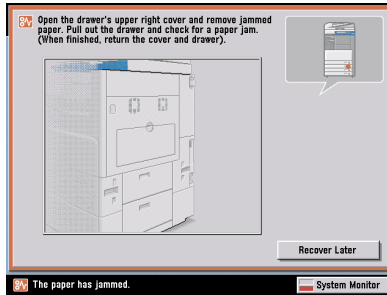 Open the drawer's upper right cover and remove jammed
paper. Pull out the drawer and check for a paper jam.
(When finished, return the cover and drawer).
Recover Later
The paper has jammed.
System Monitor